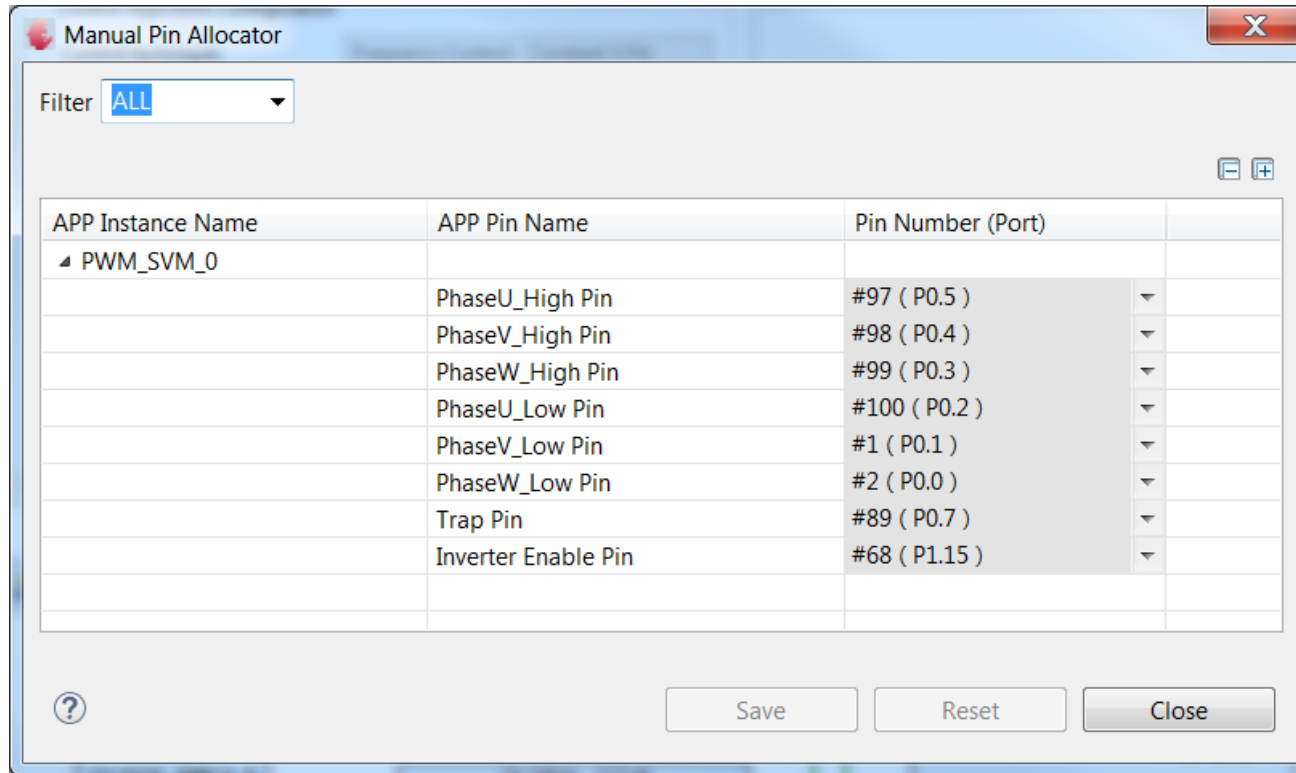 Manual Pin Allocator
Filter ALL
APP Instance Name APP Pin Name Pin Number (Port)
PWM_SVM_0
PhaseU_High Pin #97 ( P0.5 )
PhaseV_High Pin #98 ( P0.4 )
PhaseW_High Pin #99 ( P0.3 )
PhaseU_Low Pin #100 ( P0.2 )
PhaseV_Low Pin #1 ( P0.1 )
PhaseW_Low Pin #2 ( P0.0 )
Trap Pin #89 ( P0.7 )
Inverter Enable Pin #68 ( P1.15 )
? Save Reset Close